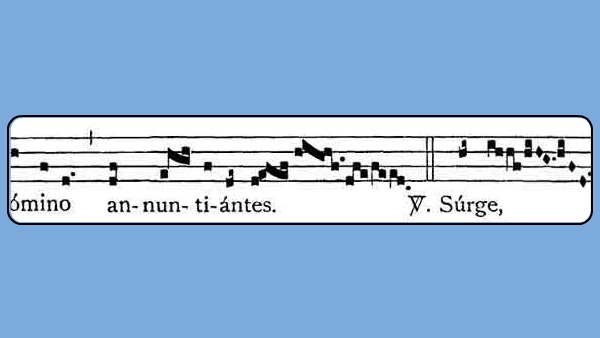 ómino an- nun- ti-ántes. ℣. Súrge,